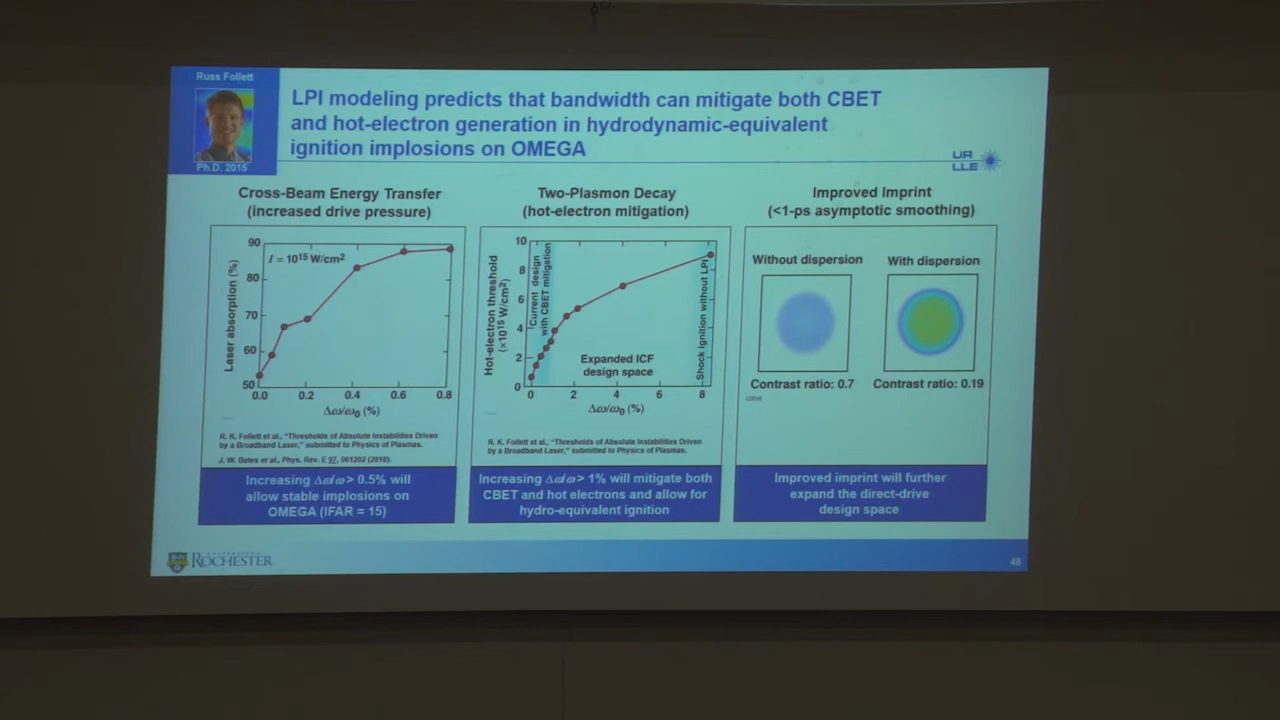 Russ Follett
Ph.D. 2015
LPI modeling predicts that bandwidth can mitigate both CBET
and hot-electron generation in hydrodynamic-equivalent
ignition implosions on OMEGA
UR
LLE
Cross-Beam Energy Transfer
(increased drive pressure)
I = 10¹⁵ W/cm²
Laser absorption (%)
90
80
70
60
50
0.0 0.2 0.4 0.6 0.8
Δω/ω₀ (%)
R. K. Follett et al., "Thresholds of Absolute Instabilities Driven
by a Broadband Laser," submitted to Physics of Plasmas.
J. W. Bates et al., Phys. Rev. E 97, 061202 (2018).
Increasing Δω/ω > 0.5% will
allow stable implosions on
OMEGA (IFAR = 15)
Two-Plasmon Decay
(hot-electron mitigation)
Hot-electron threshold
(×10¹⁵ W/cm²)
10
8
6
4
2
0
Current design
with CBET mitigation
Expanded ICF
design space
Shock ignition without LPI
0 2 4 6 8
Δω/ω₀ (%)
R. K. Follett et al., "Thresholds of Absolute Instabilities Driven
by a Broadband Laser," submitted to Physics of Plasmas.
Increasing Δω/ω > 1% will mitigate both
CBET and hot electrons and allow for
hydro-equivalent ignition
Improved Imprint
(<1-ps asymptotic smoothing)
Without dispersion
With dispersion
Contrast ratio: 0.7
Contrast ratio: 0.19
Improved imprint will further
expand the direct-drive
design space
UNIVERSITY of
ROCHESTER
49